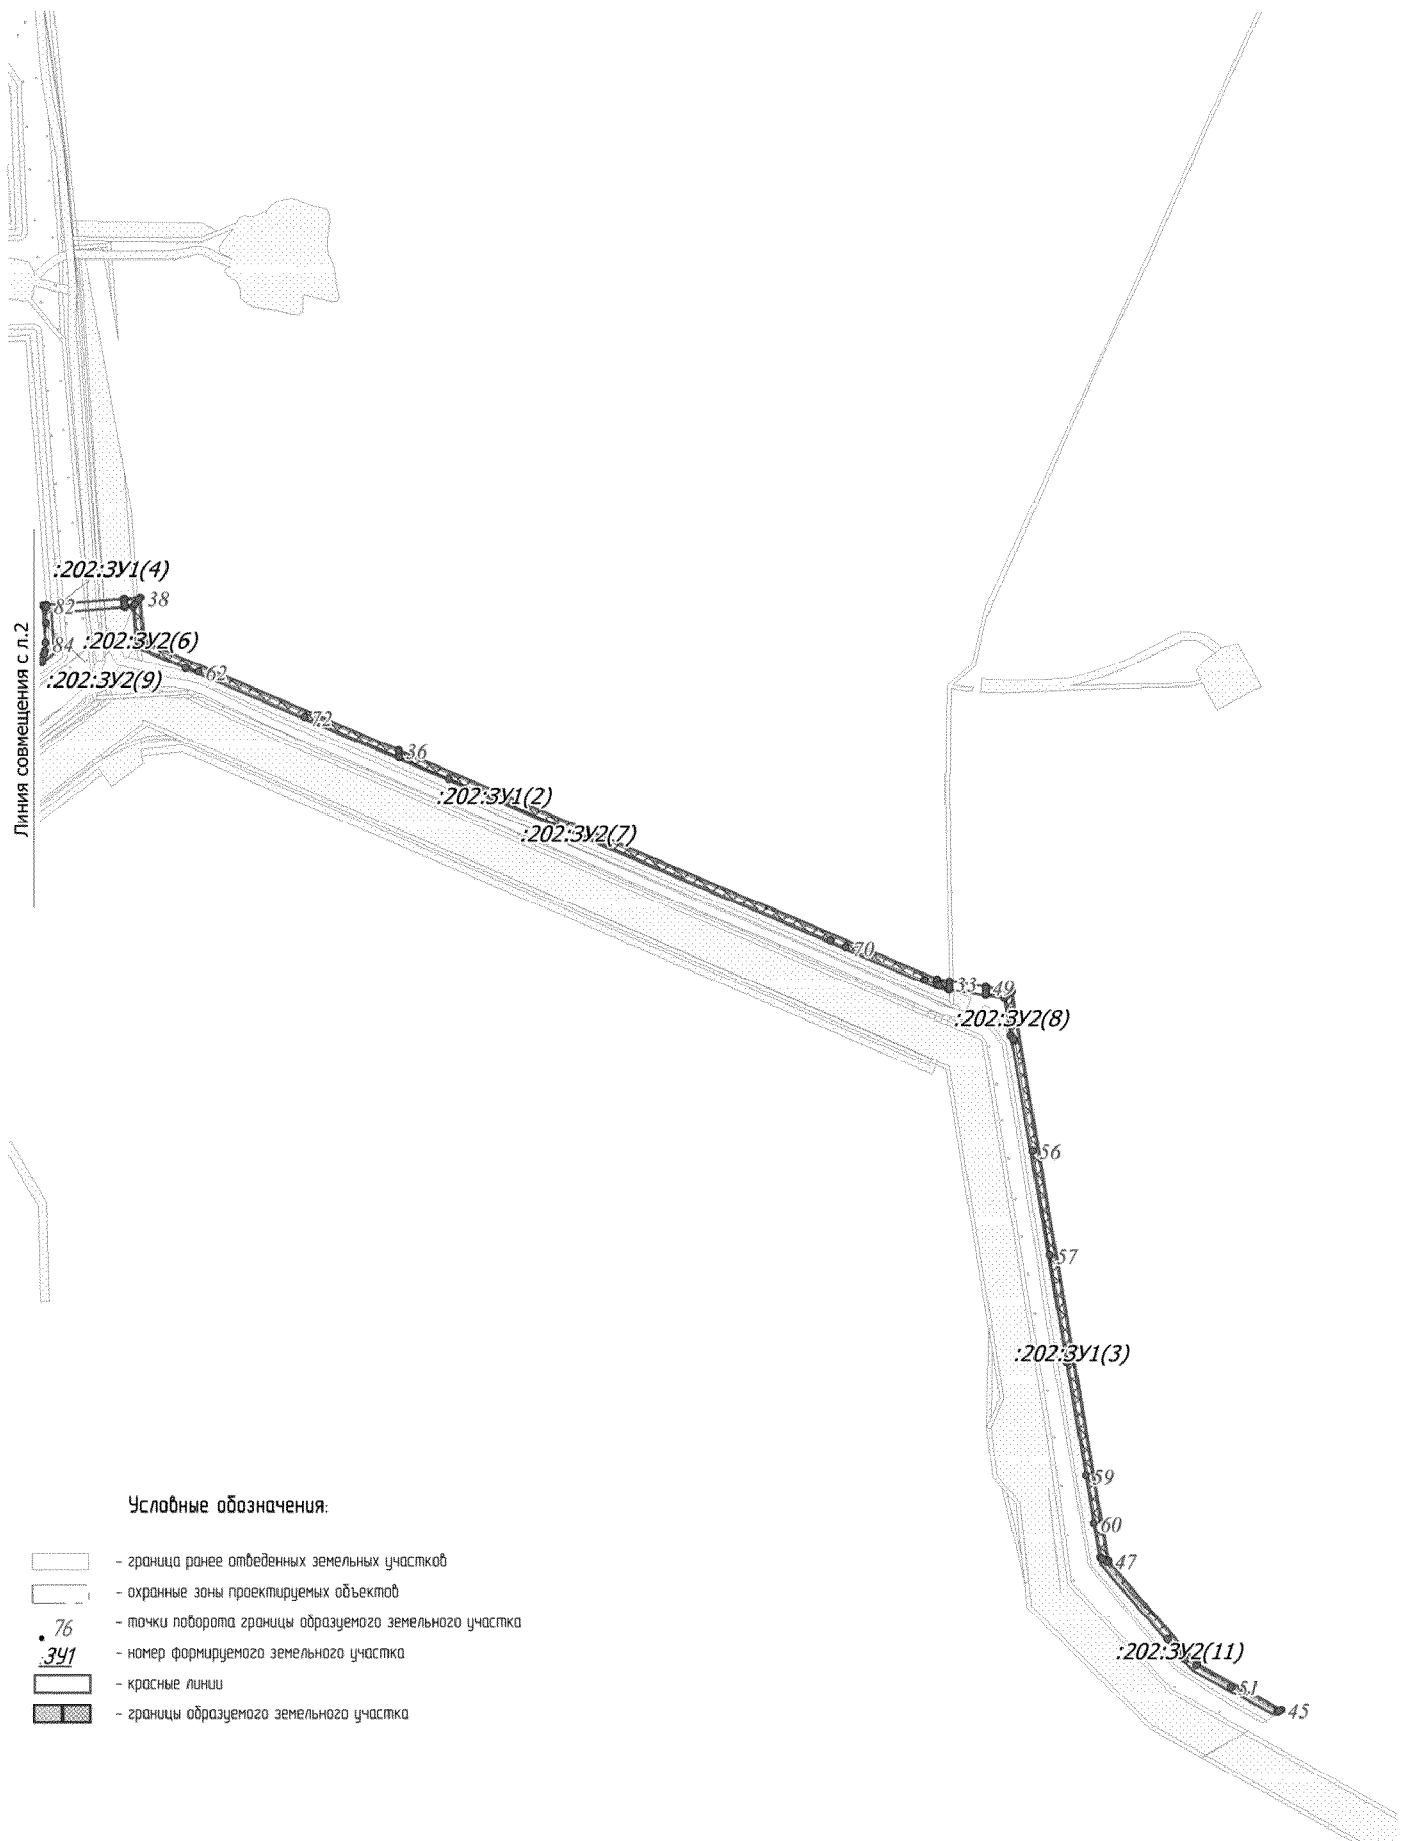 :202:ЗУ1(4)
38
82
:202:ЗУ2(6)
84
:202:ЗУ2(9)
62
Линия совмещения с л.2
72
36
:202:ЗУ1(2)
:202:ЗУ2(7)
70
33
49
:202:ЗУ2(8)
56
57
:202:ЗУ1(3)
59
60
47
:202:ЗУ2(11)
51
45
Условные обозначения:
- граница ранее отведенных земельных участков
- охранные зоны проектируемых объектов
76 - точки поворота границы образуемого земельного участка
:ЗУ1 - номер формируемого земельного участка
- красные линии
- границы образуемого земельного участка